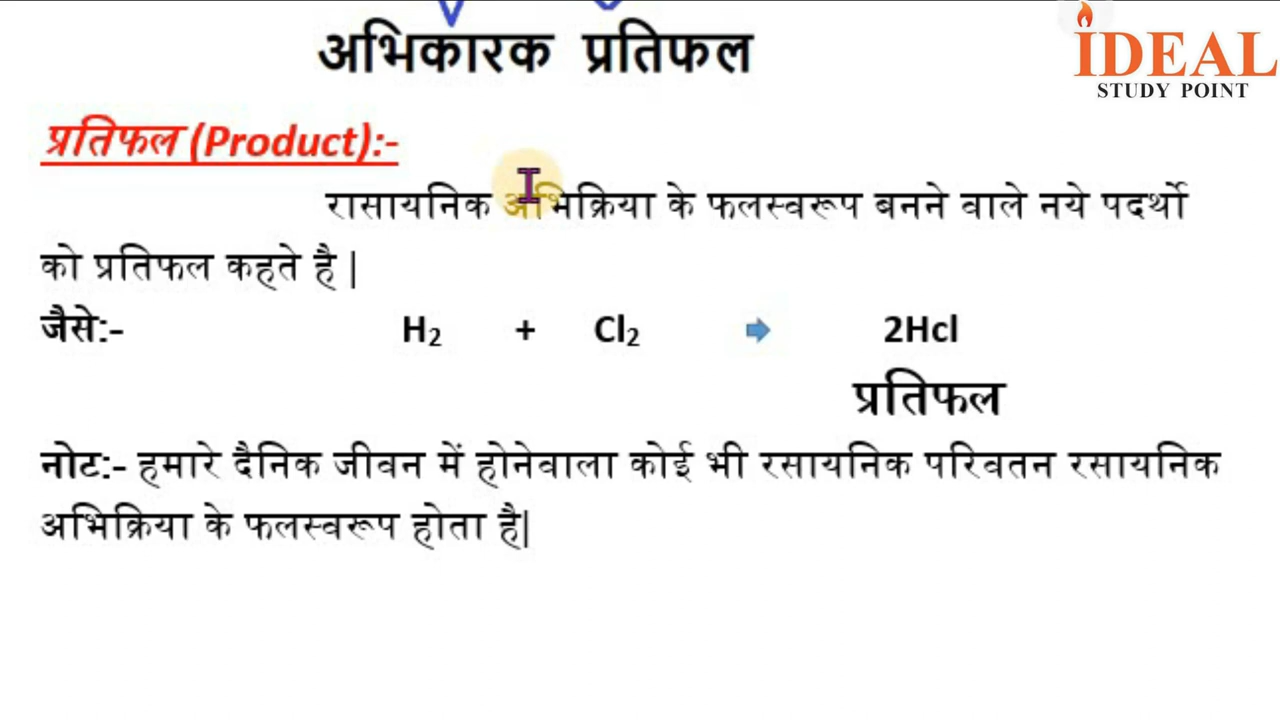 अभिकारक प्रतिफल
IDEAL
STUDY POINT
प्रतिफल (Product):-
रासायनिक अभिक्रिया के फलस्वरूप बनने वाले नये पदर्थो
को प्रतिफल कहते है |
जैसे:- H₂ + Cl₂ ➡ 2Hcl
प्रतिफल
नोट:- हमारे दैनिक जीवन में होनेवाला कोई भी रसायनिक परिवतन रसायनिक
अभिक्रिया के फलस्वरूप होता है|